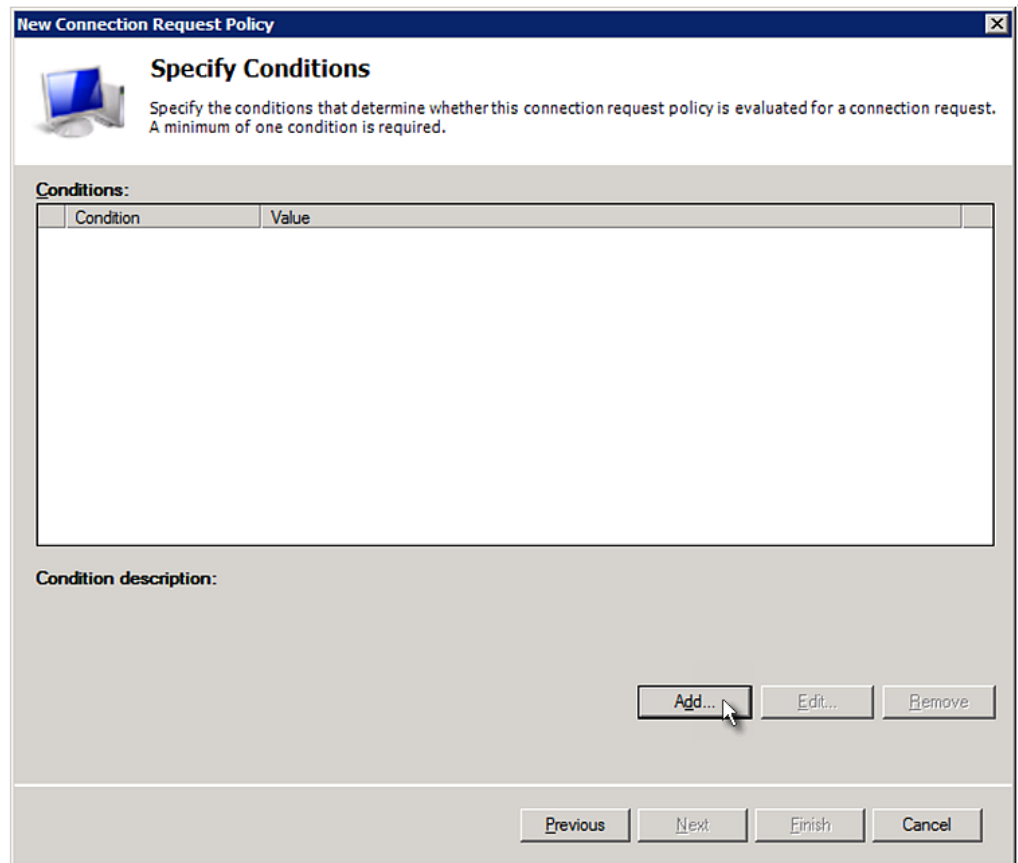 New Connection Request Policy
Specify Conditions
Specify the conditions that determine whether this connection request policy is evaluated for a connection request.
A minimum of one condition is required.
Conditions:
Condition Value
Condition description:
Add... Edit... Remove
Previous Next Finish Cancel